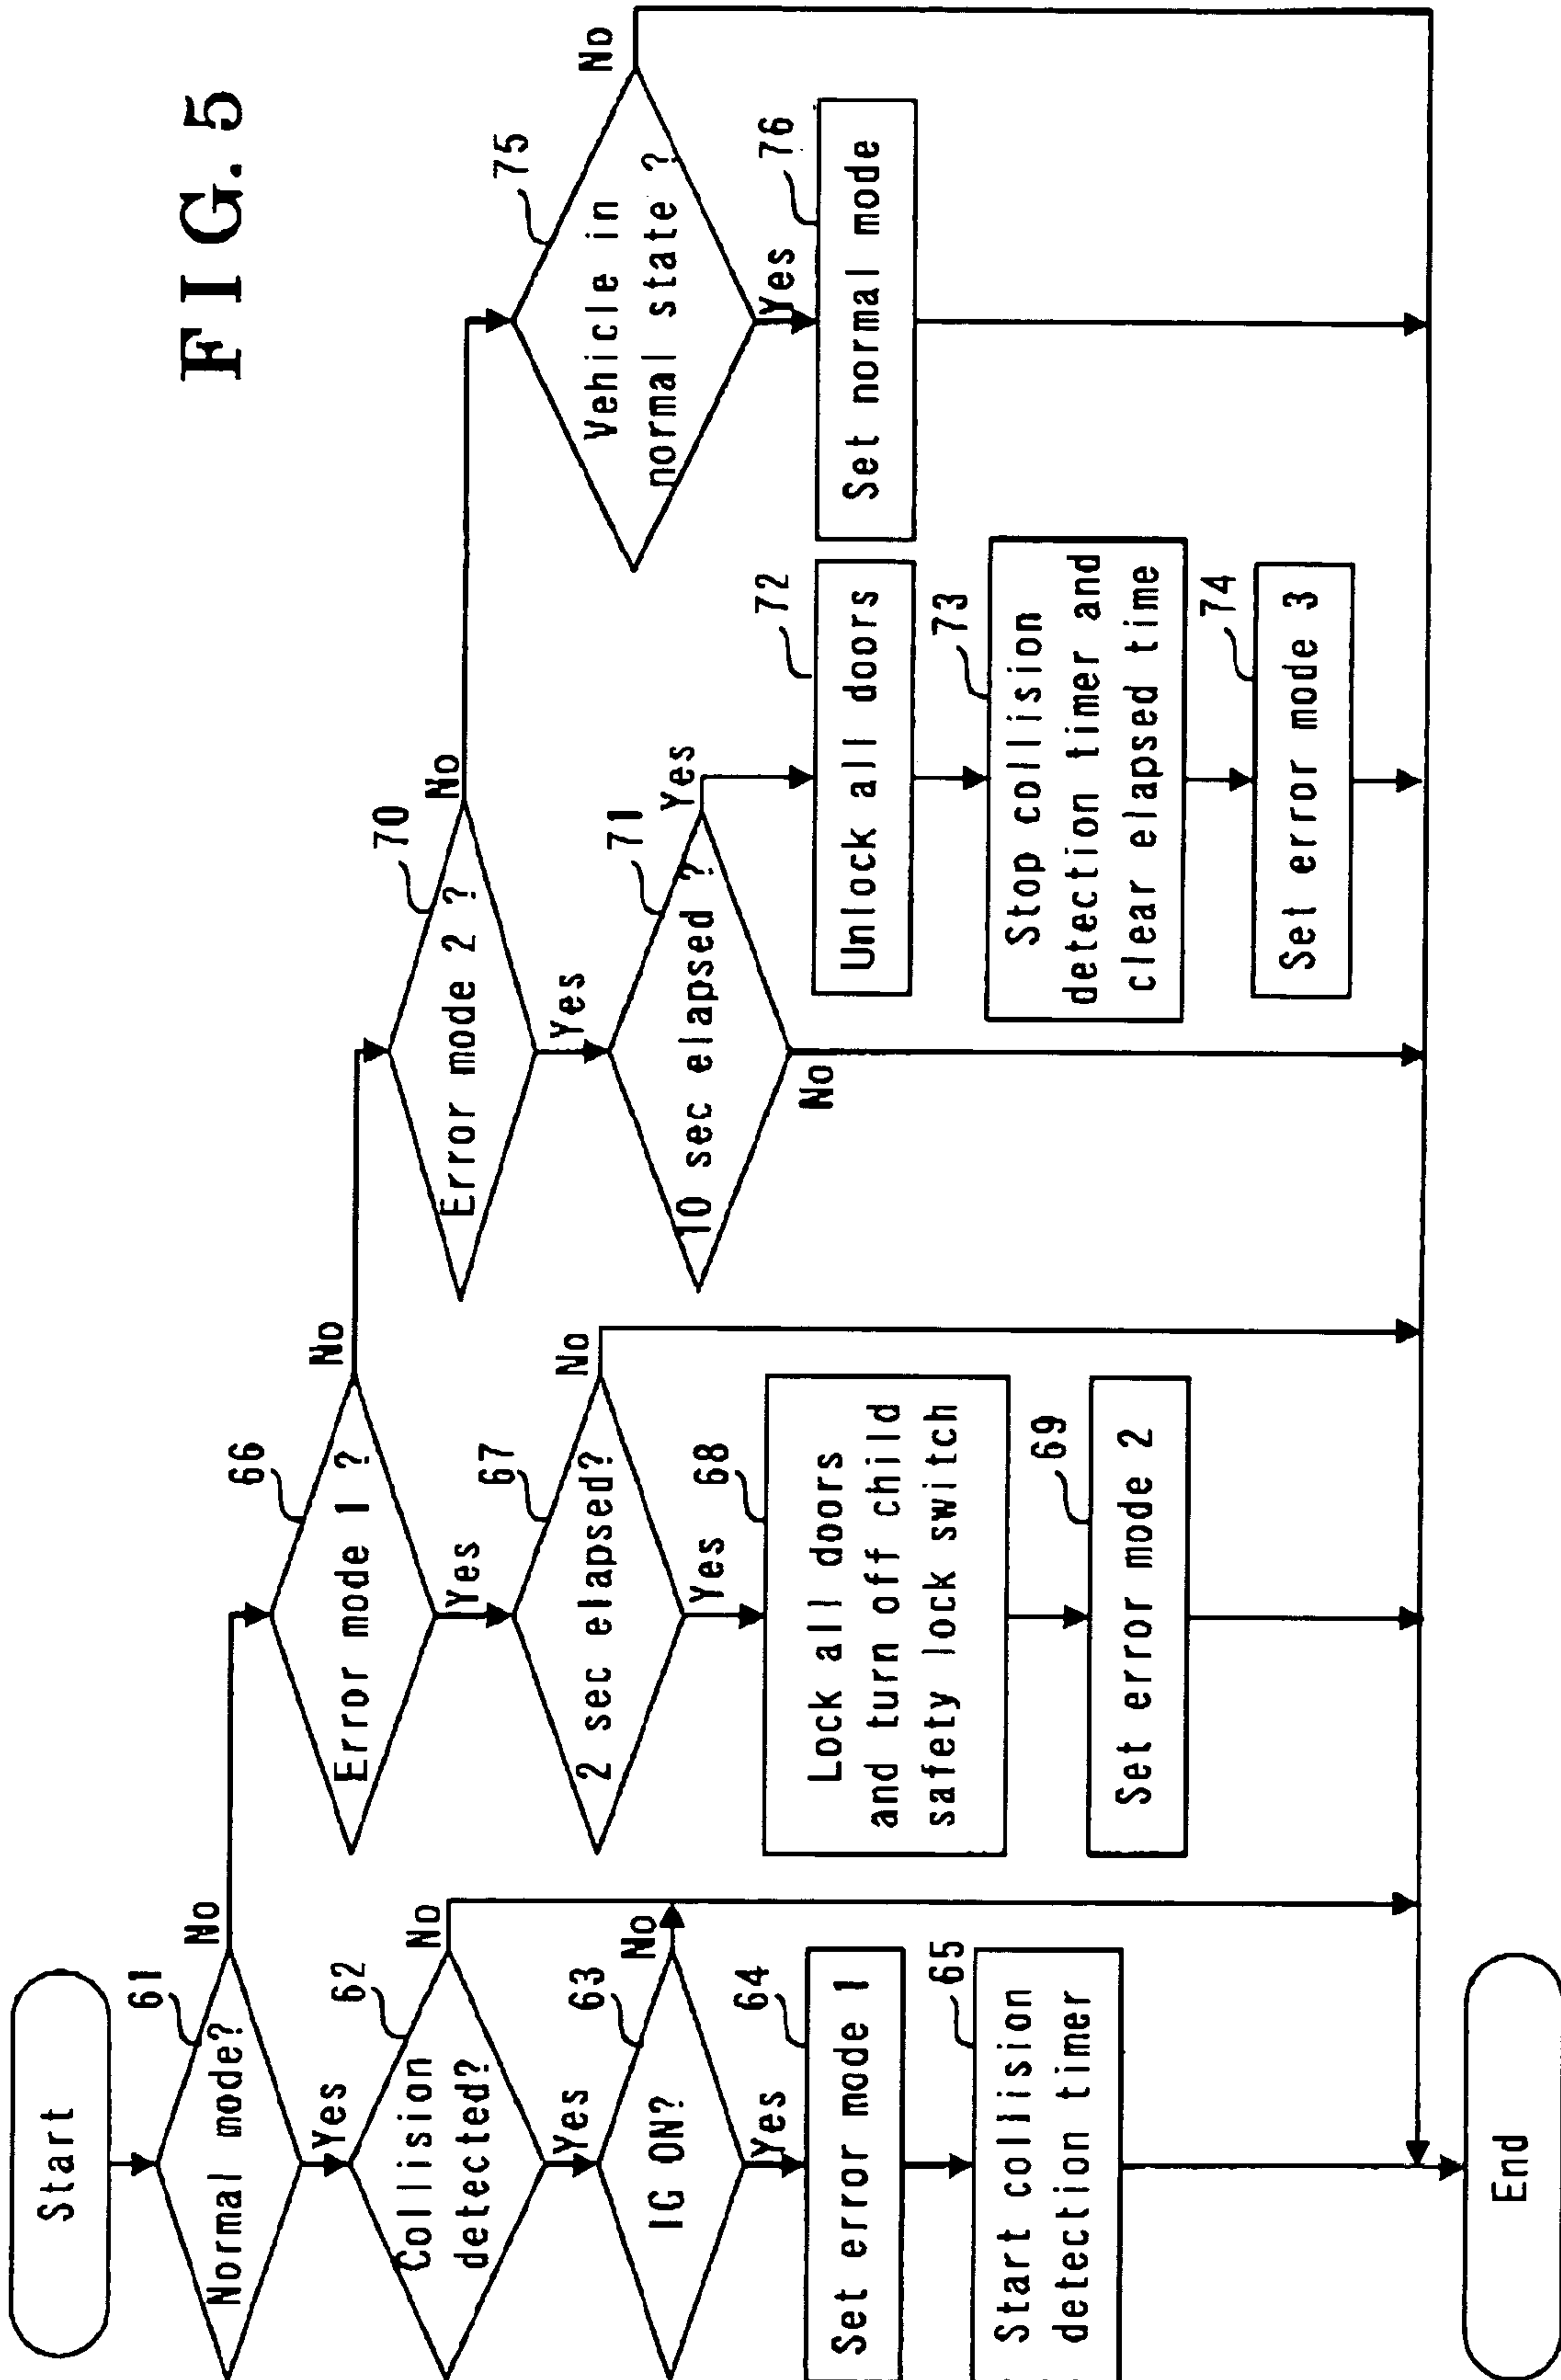 FIG. 5
Start
61
Normal mode?
No
Yes
62
Collision
detected?
No
Yes
63
IG ON?
No
Yes
64
Set error mode 1
65
Start collision
detection timer
66
Error mode 1 ?
No
Yes
67
2 sec elapsed?
No
Yes
68
Lock all doors
and turn off child
safety lock switch
69
Set error mode 2
70
Error mode 2 ?
No
Yes
71
10 sec elapsed ?
Yes
No
72
Unlock all doors
73
Stop collision
detection timer and
clear elapsed time
74
Set error mode 3
75
Vehicle in
normal state ?
No
Yes
76
Set normal mode
End